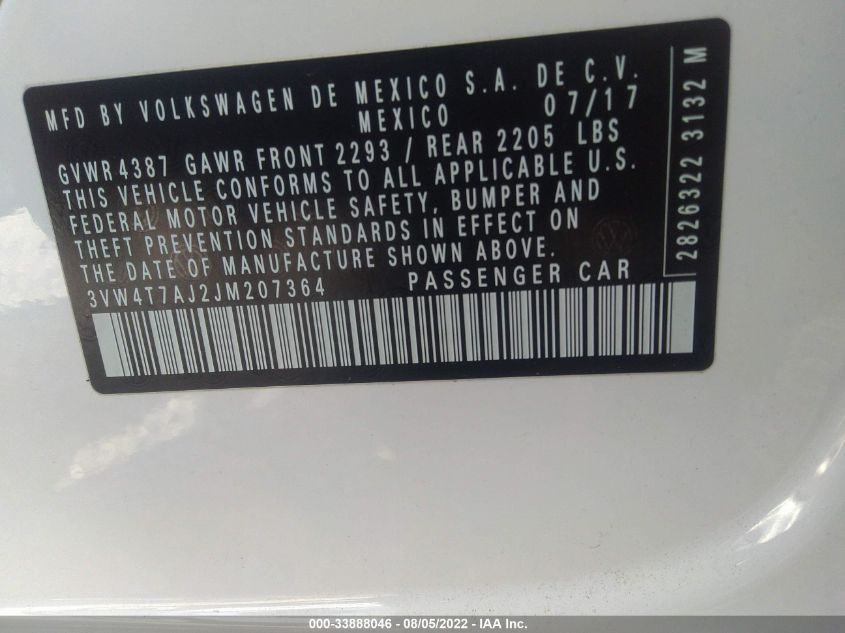 MFD BY VOLKSWAGEN DE MEXICO S.A. DE C.V.
MEXICO 07/17
GVWR 4387 GAWR FRONT 2293 / REAR 2205 LBS
THIS VEHICLE CONFORMS TO ALL APPLICABLE U.S.
FEDERAL MOTOR VEHICLE SAFETY, BUMPER AND
THEFT PREVENTION STANDARDS IN EFFECT ON
THE DATE OF MANUFACTURE SHOWN ABOVE.
3VW4T7AJ2JM207364 PASSENGER CAR
2826322 3132 M
000-33888046 - 08/05/2022 - IAA Inc.